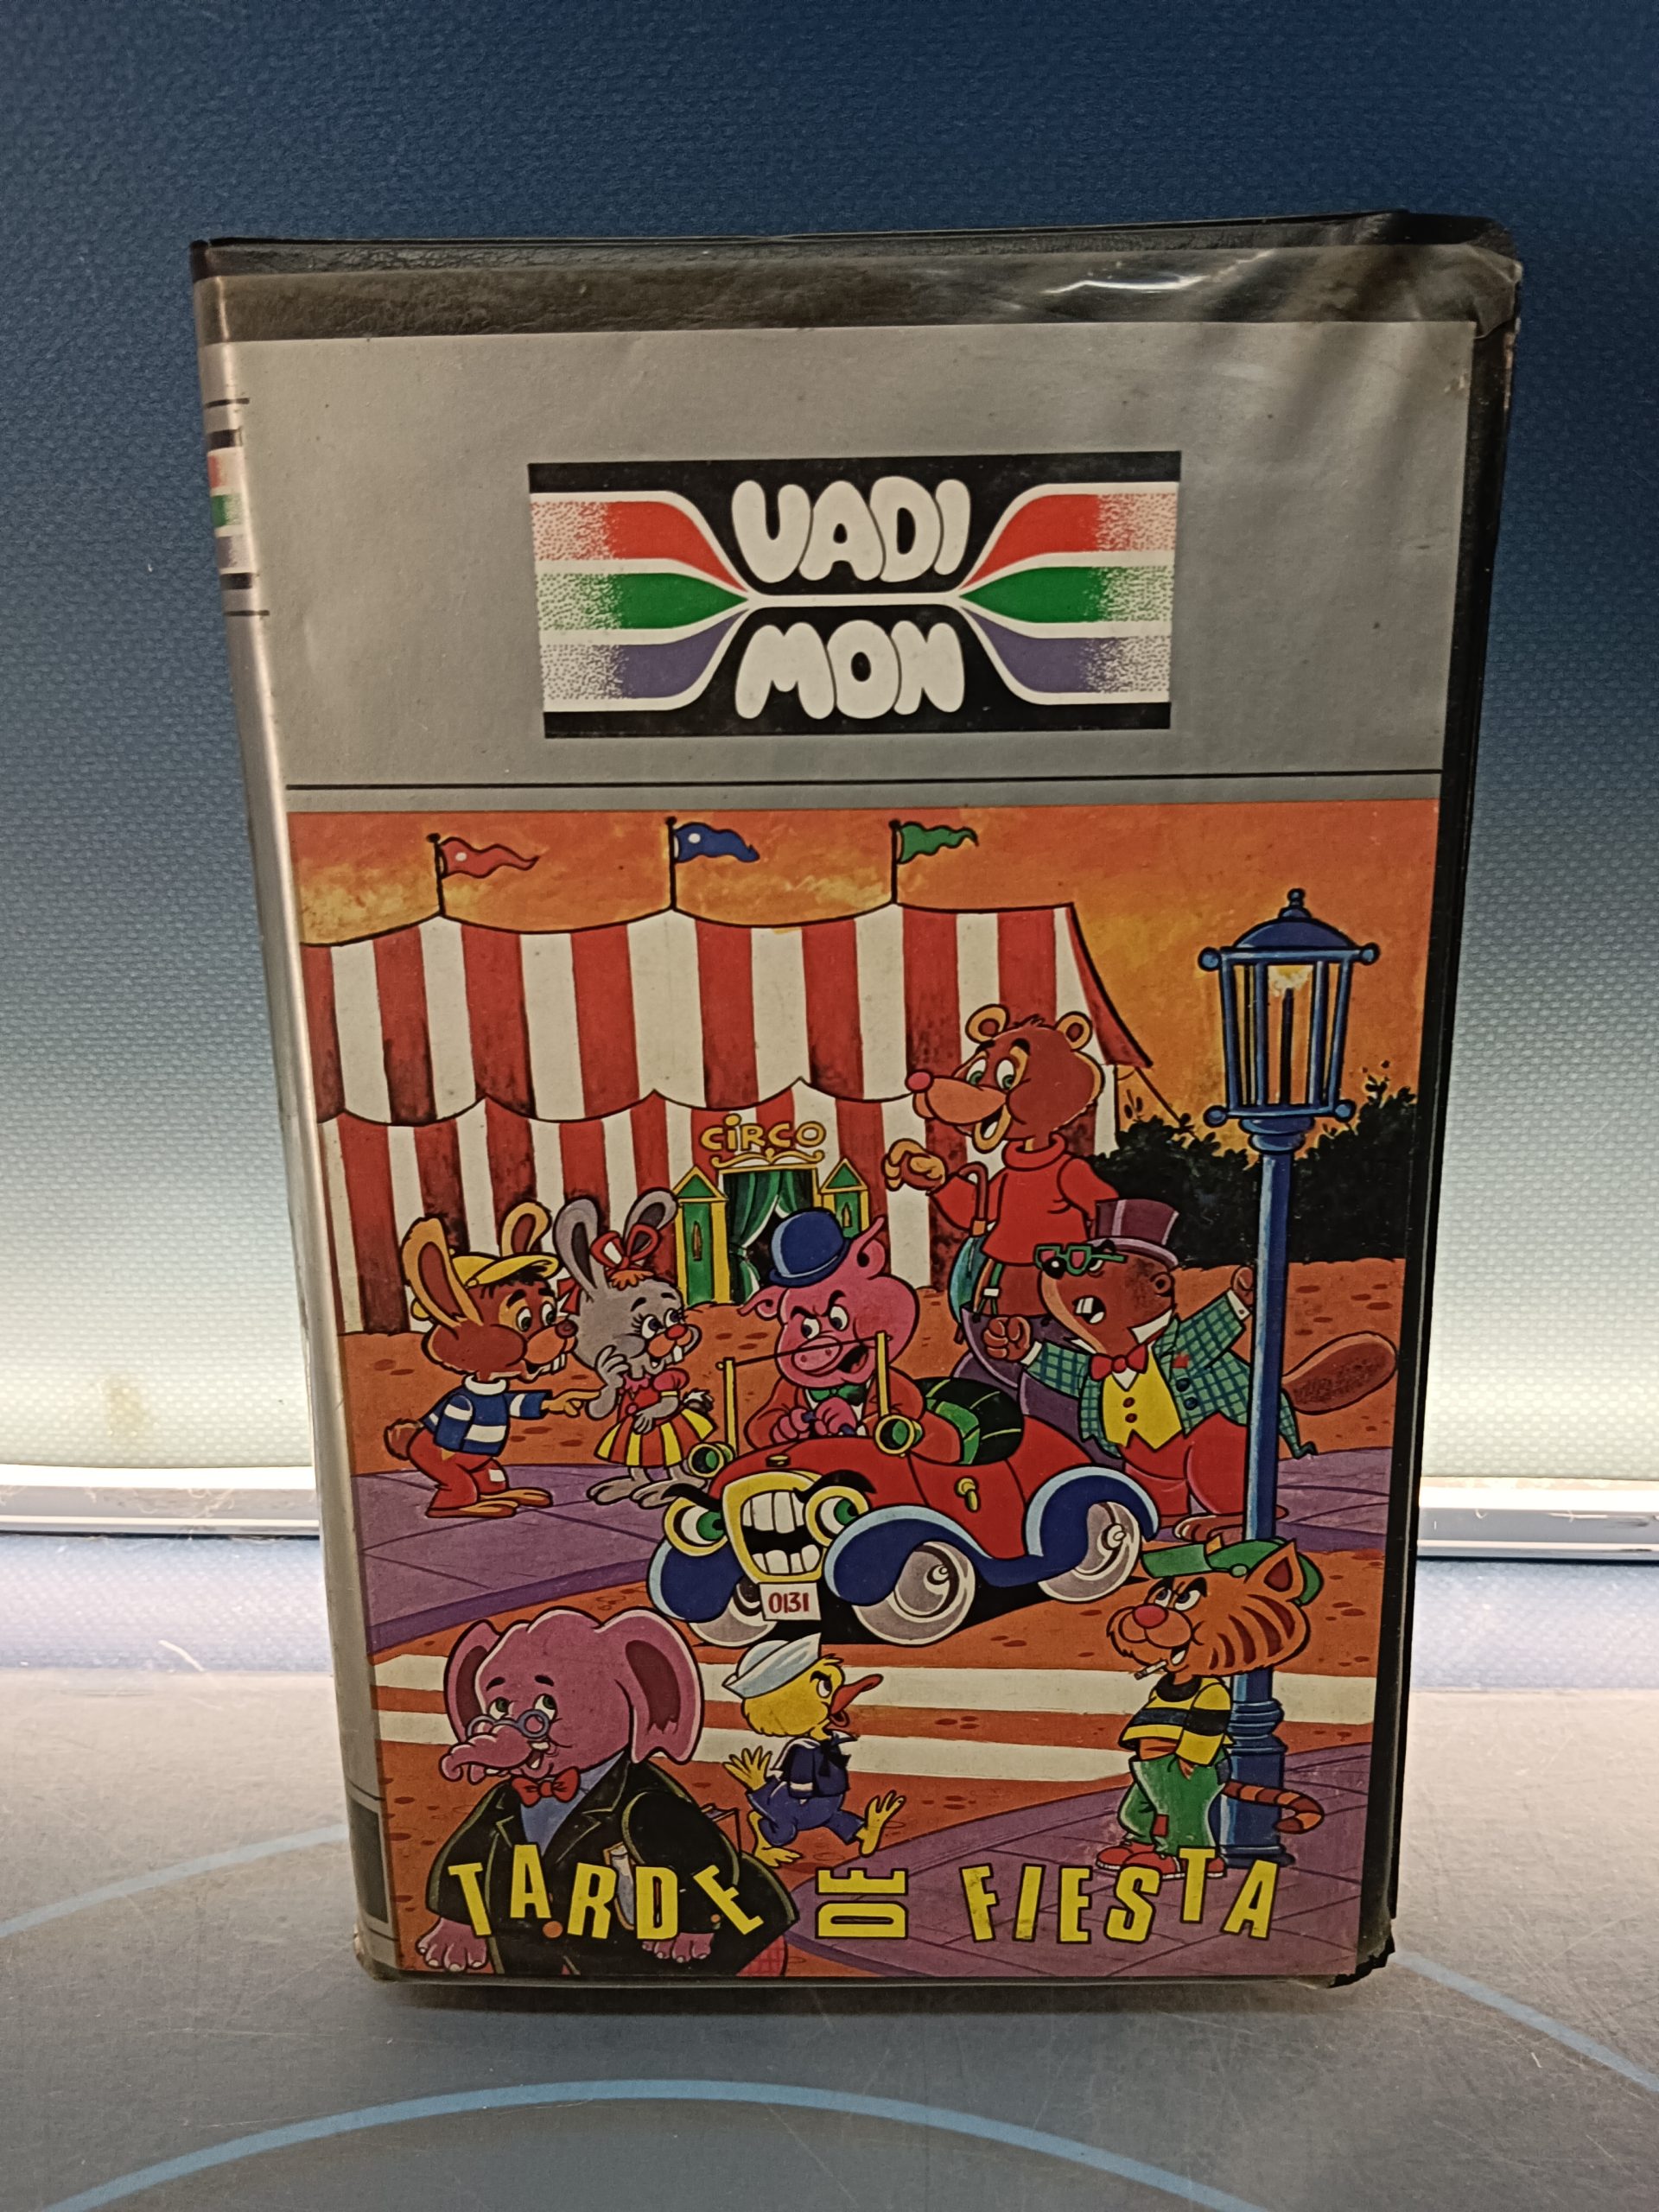 VADI
MON
CIRCO
0131
TARDE DE FIESTA